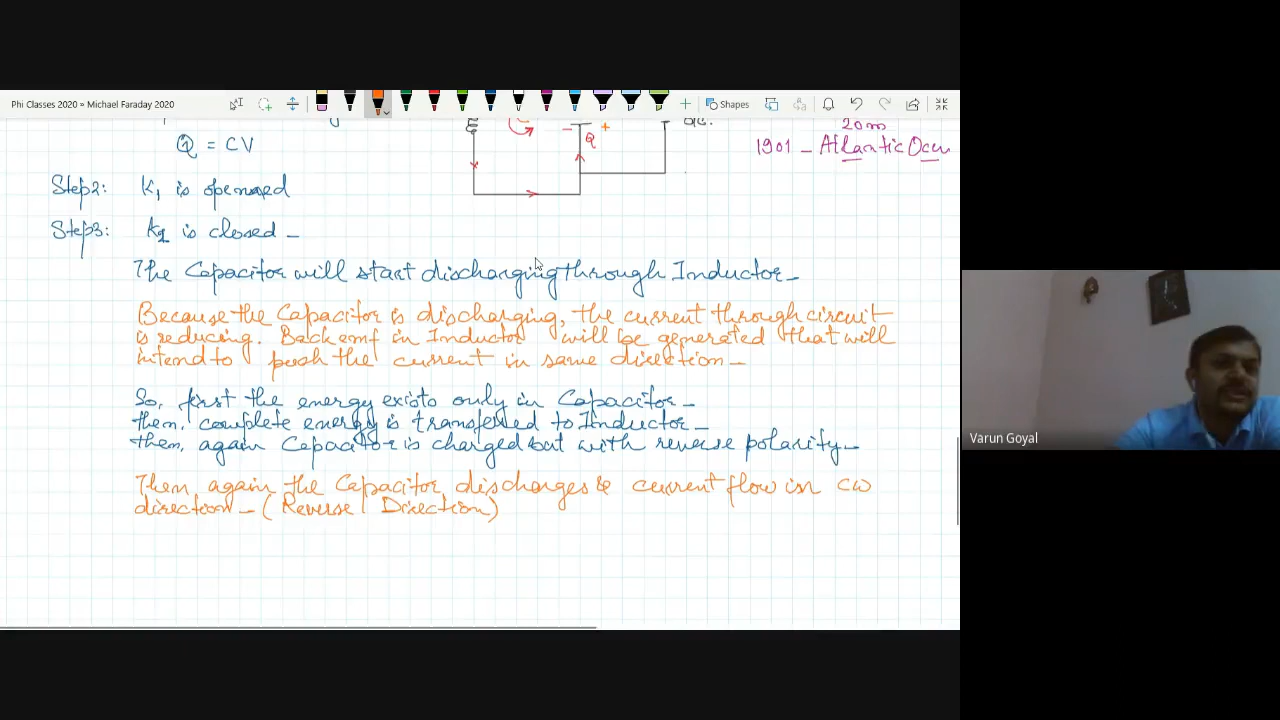 Phi Classes 2020 » Michael Faraday 2020
Shapes
Q = CV
- Q +
20m
1901 - Atlantic Ocen
Step2: K1 is openned
Step3: K2 is closed -
The Capacitor will start discharging through Inductor -
Because the Capacitor is discharging, the current through circuit
is reducing. Back emf in Inductor will be generated that will
intend to push the current in same direction -
So, first the energy exists only in Capacitor -
then, complete energy is transferred to Inductor -
then, again Capacitor is charged but with reverse polarity -
Then again the Capacitor discharges & current flow in CW
direction - (Reverse Direction)
Varun Goyal